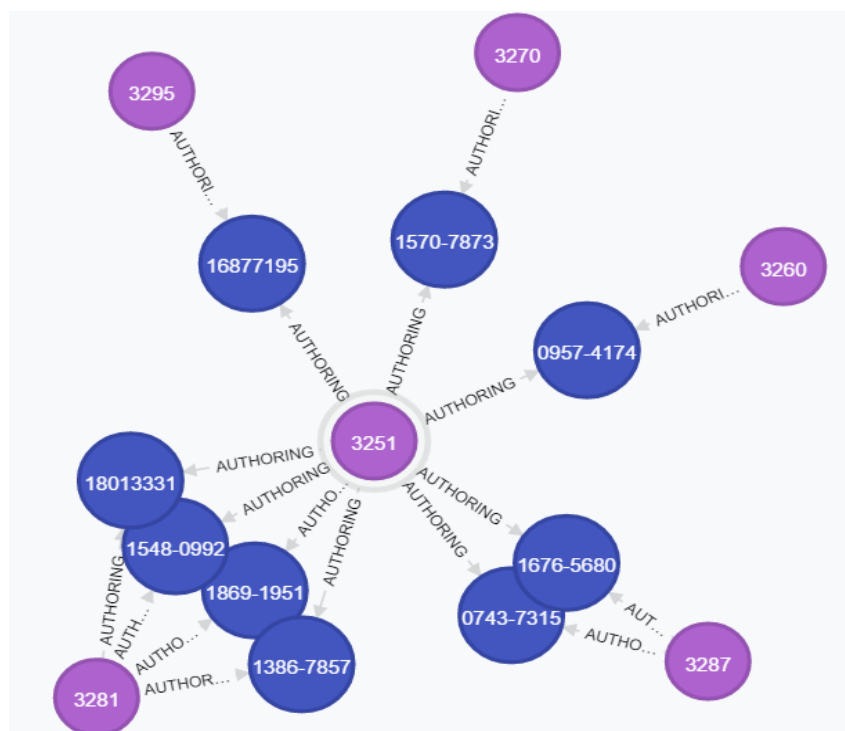 3270
3295
AUTHORI...
AUTHORI...
1570-7873
16877195
3260
AUTHORI...
AUTHORING
AUTHORING
0957-4174
AUTHORING
3251
AUTHORING
18013331
AUTHORING
AUTHO...
AUTHORING
AUTHORING
AUTHORING
1548-0992
1676-5680
1869-1951
0743-7315
AUTHORING
AUTH...
AUTHO...
AUT...
AUTHO...
1386-7857
3287
AUTHOR...
3281